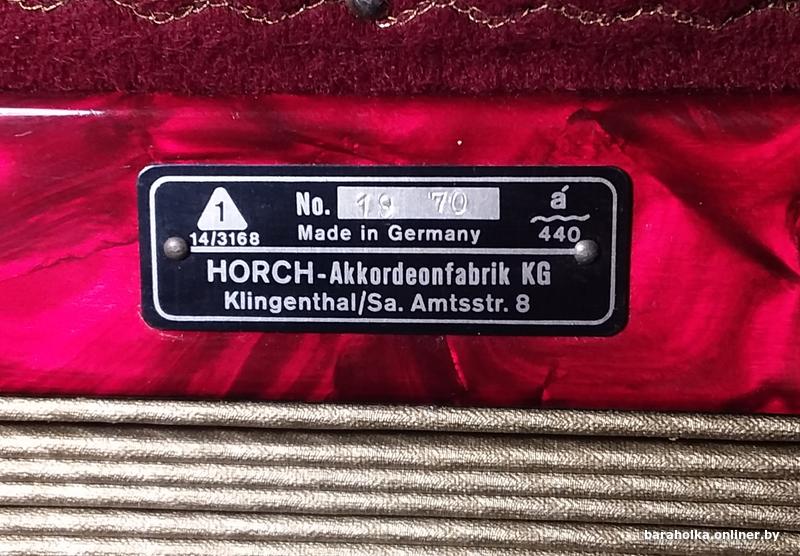 1
14/3168
No. 19 70
Made in Germany
á
440
HORCH-Akkordeonfabrik KG
Klingenthal/Sa. Amtsstr. 8
baraholka.onliner.by